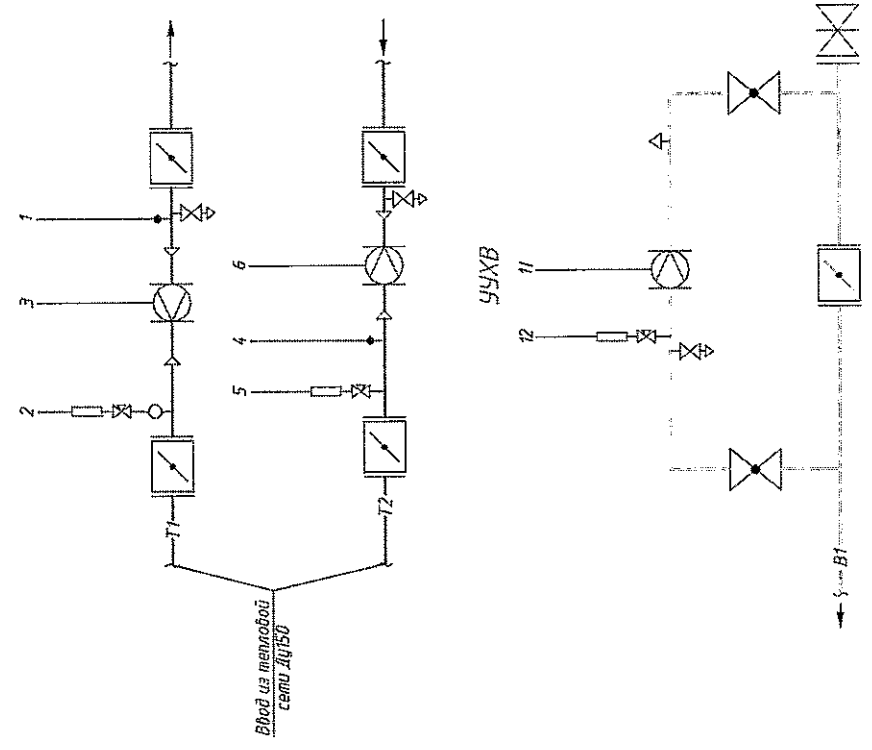 1
3
2
6
4
5
Т1
Т2
Ввод из тепловой
сети Ду150
УУХВ
11
12
В1